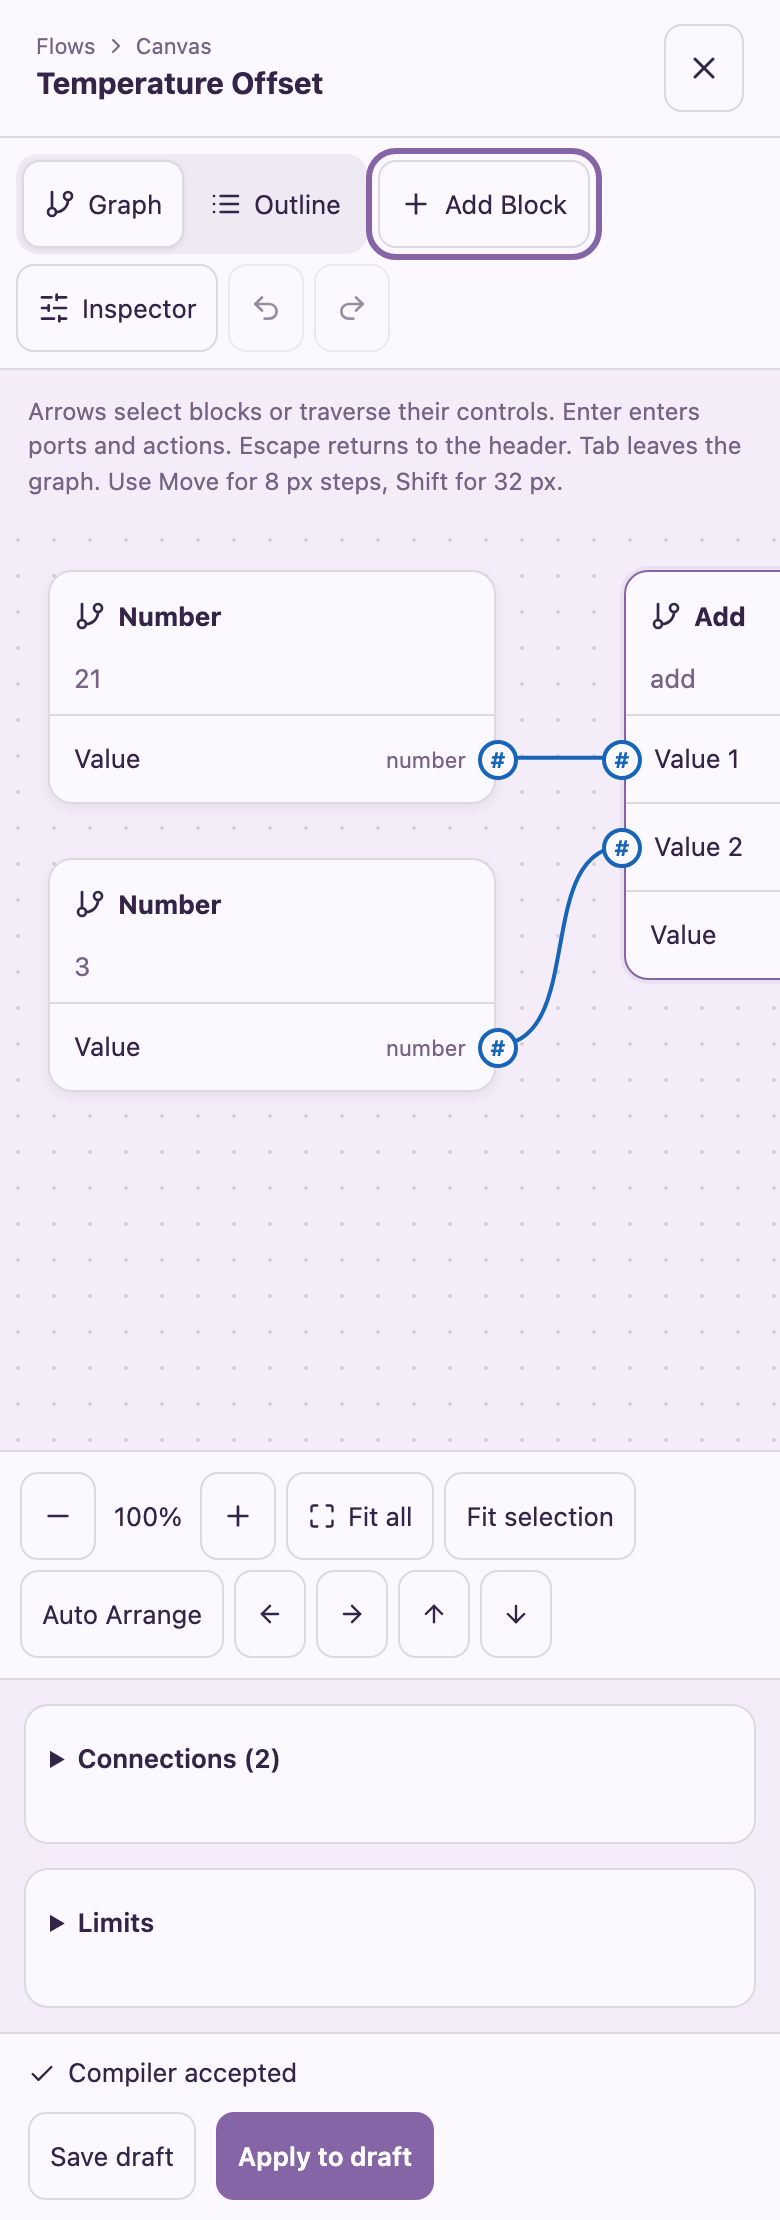 Flows > Canvas
Temperature Offset
Graph
Outline
+ Add Block
Inspector
Arrows select blocks or traverse their controls. Enter enters
ports and actions. Escape returns to the header. Tab leaves the
graph. Use Move for 8 px steps, Shift for 32 px.
Number
21
Value number #
Number
3
Value number #
Add
add
# Value 1
# Value 2
Value
− 100% +
Fit all
Fit selection
Auto Arrange ← → ↑ ↓
Connections (2)
Limits
Compiler accepted
Save draft
Apply to draft